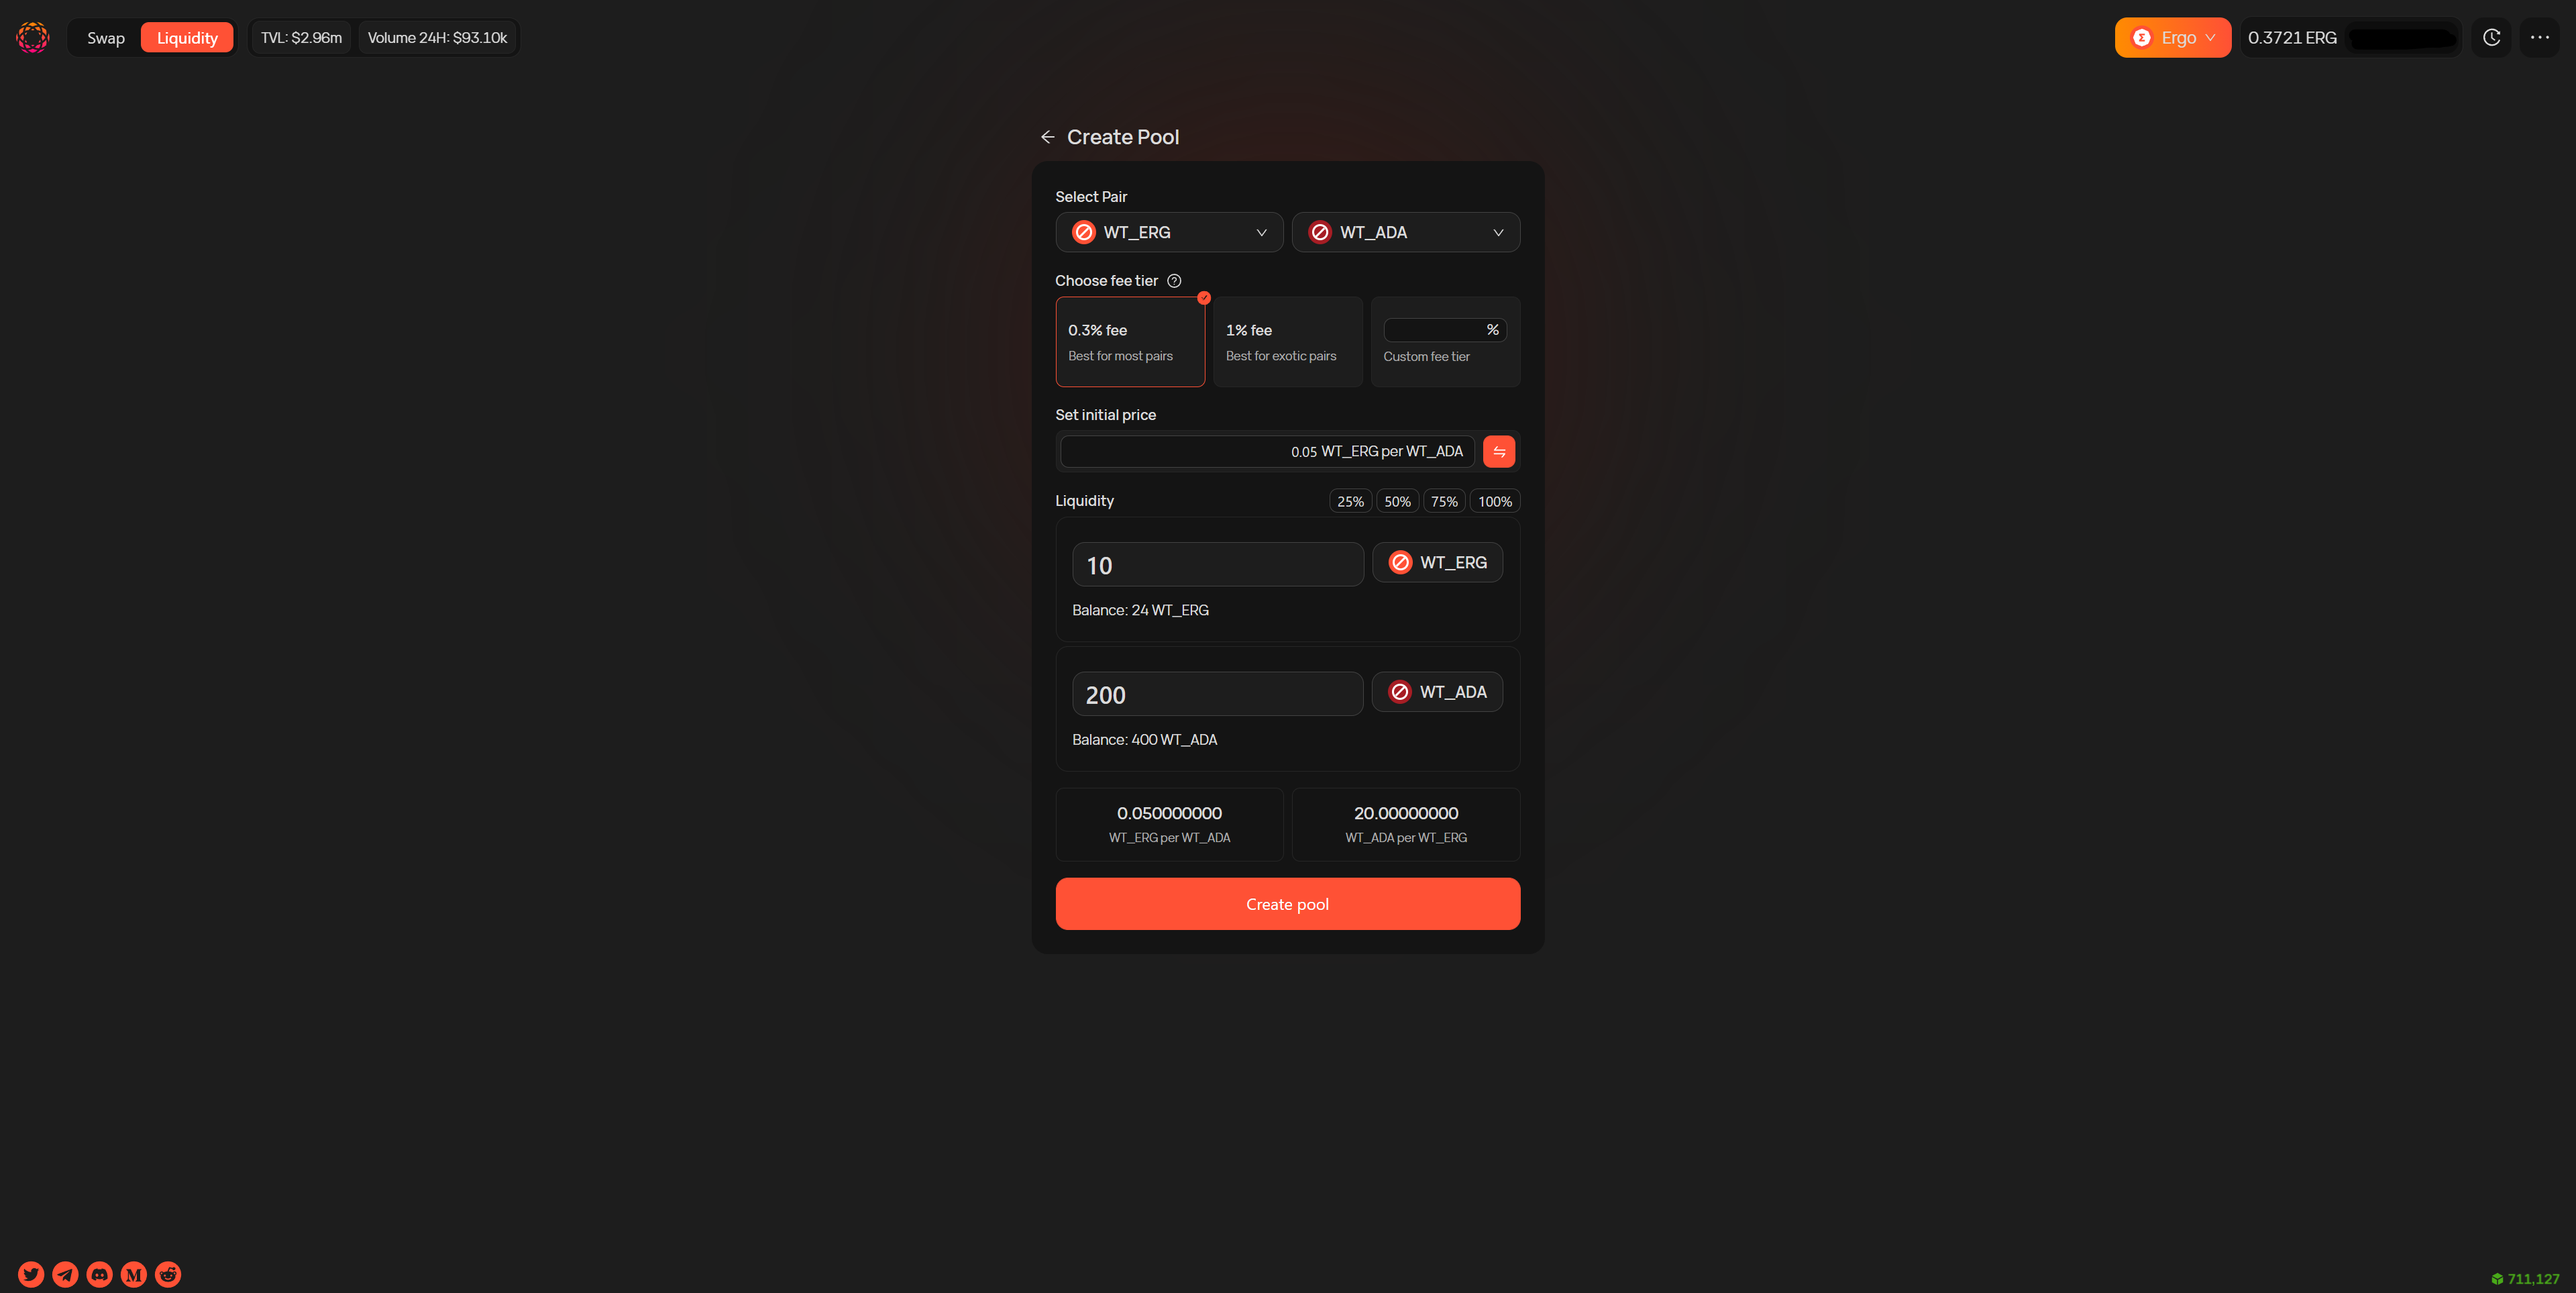 Swap Liquidity TVL: $2.96m Volume 24H: $93.10k Ergo 0.3721 ERG
Create Pool
Select Pair
WT_ERG WT_ADA
Choose fee tier
0.3% fee 1% fee %
Best for most pairs Best for exotic pairs Custom fee tier
Set initial price
0.05 WT_ERG per WT_ADA
Liquidity 25% 50% 75% 100%
10 WT_ERG
Balance: 24 WT_ERG
200 WT_ADA
Balance: 400 WT_ADA
0.050000000 20.00000000
WT_ERG per WT_ADA WT_ADA per WT_ERG
Create pool
711,127